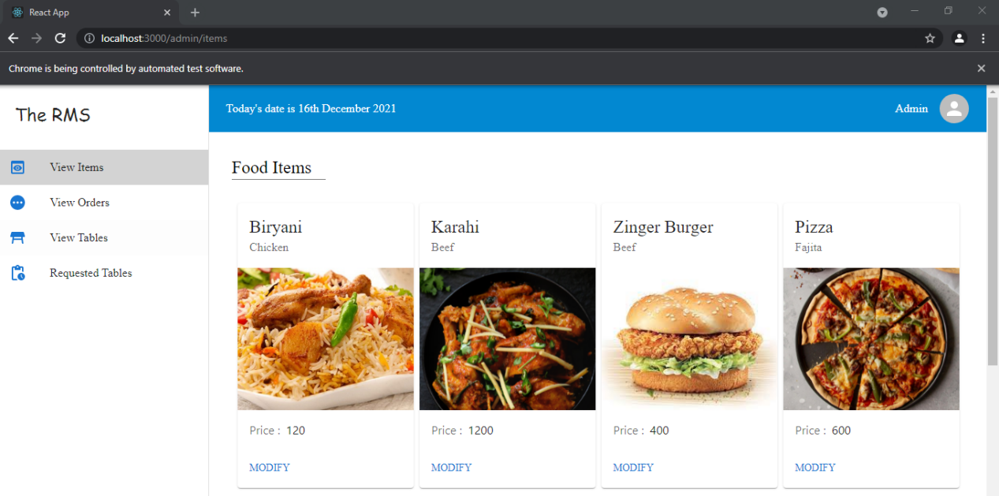 React App
localhost:3000/admin/items
Chrome is being controlled by automated test software.
The RMS
Today's date is 16th December 2021
Admin
View Items
View Orders
View Tables
Requested Tables
Food Items
Biryani
Chicken
Price : 120
MODIFY
Karahi
Beef
Price : 1200
MODIFY
Zinger Burger
Beef
Price : 400
MODIFY
Pizza
Fajita
Price : 600
MODIFY